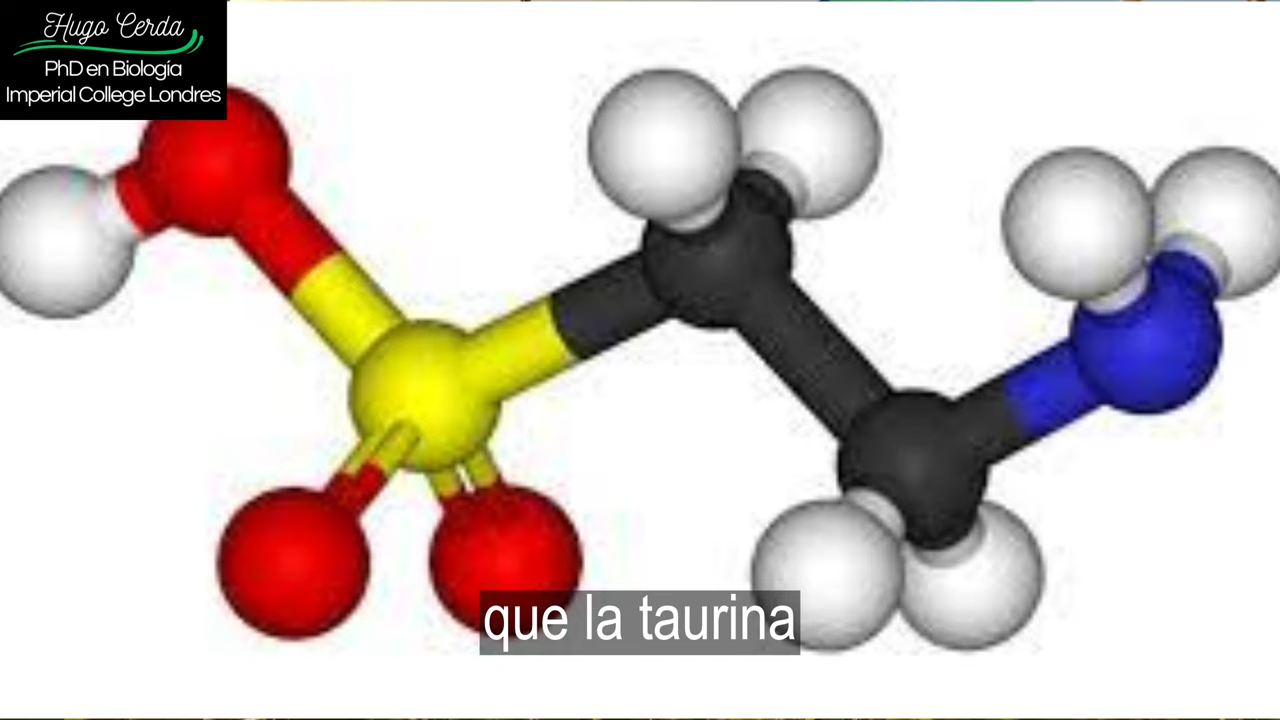 Hugo Cerda
PhD en Biología
Imperial College Londres
que la taurina